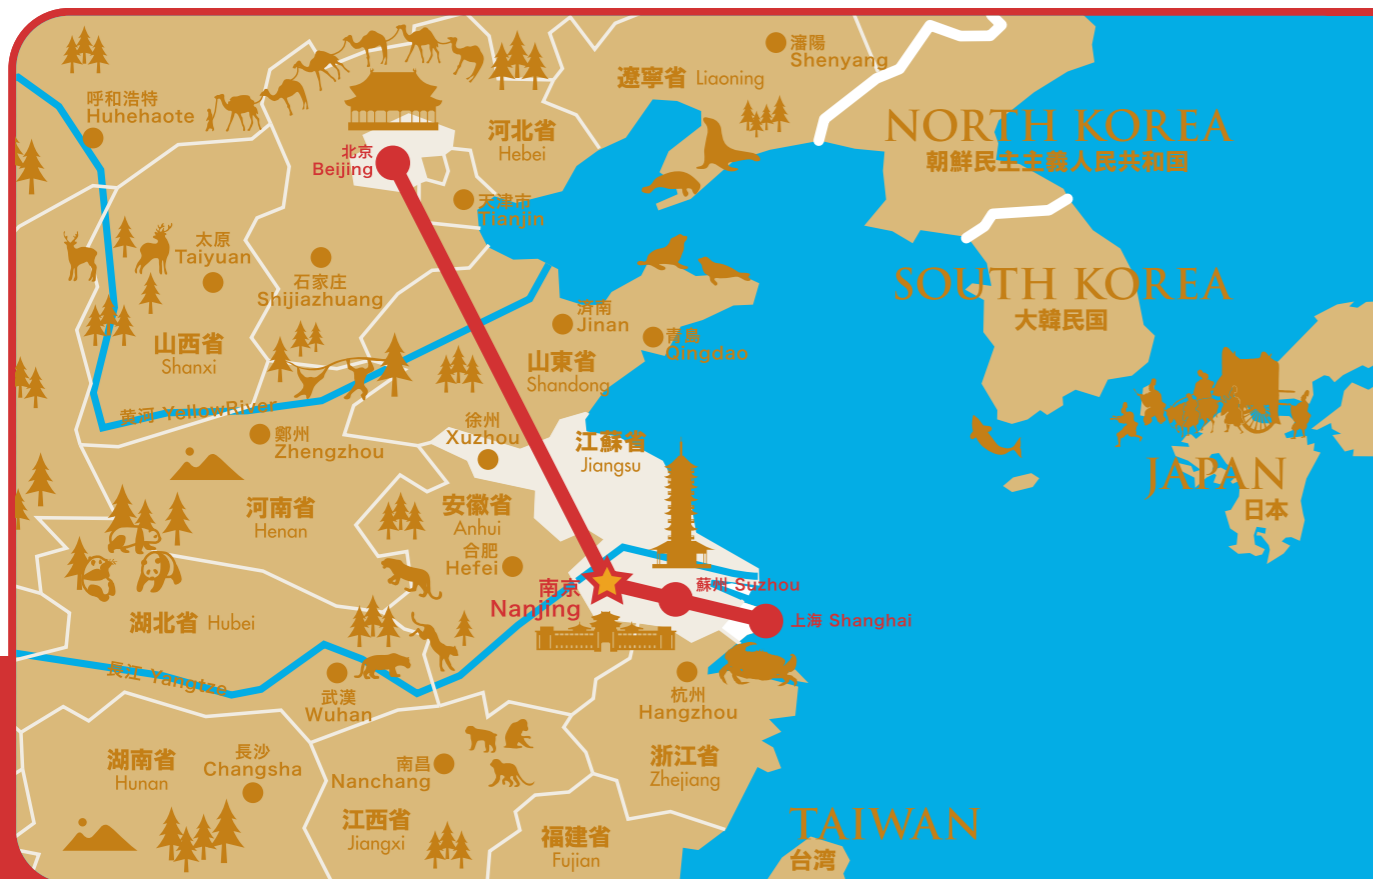 瀋陽
Shenyang
遼寧省 Liaoning
呼和浩特
Huhehaote
河北省
Hebei
NORTH KOREA
朝鮮民主主義人民共和国
北京
Beijing
天津市
Tianjin
太原
Taiyuan
石家庄
Shijiazhuang
SOUTH KOREA
大韓民国
済南
Jinan
青島
Qingdao
山西省
Shanxi
山東省
Shandong
黄河 YellowRiver
徐州
Xuzhou
鄭州
Zhengzhou
江蘇省
Jiangsu
JAPAN
日本
河南省
Henan
安徽省
Anhui
合肥
Hefei
南京
Nanjing
蘇州 Suzhou
上海 Shanghai
湖北省 Hubei
長江 Yangtze
武漢
Wuhan
杭州
Hangzhou
湖南省
Hunan
長沙
Changsha
南昌
Nanchang
浙江省
Zhejiang
江西省
Jiangxi
福建省
Fujian
TAIWAN
台湾